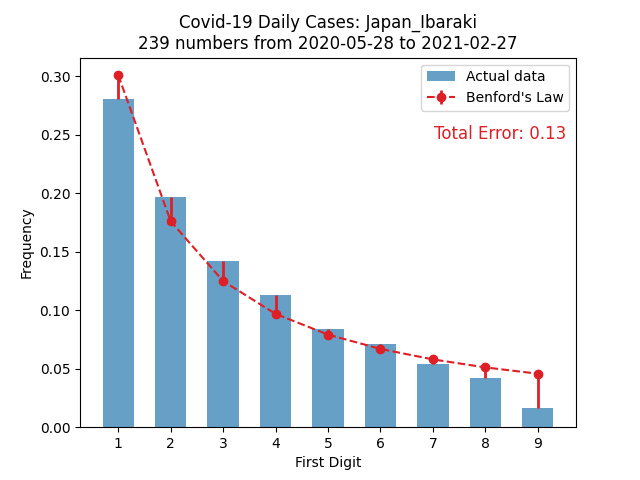 Covid-19 Daily Cases: Japan_Ibaraki
239 numbers from 2020-05-28 to 2021-02-27
Actual data
Benford's Law
Total Error: 0.13
Frequency
0.30
0.25
0.20
0.15
0.10
0.05
0.00
1 2 3 4 5 6 7 8 9
First Digit